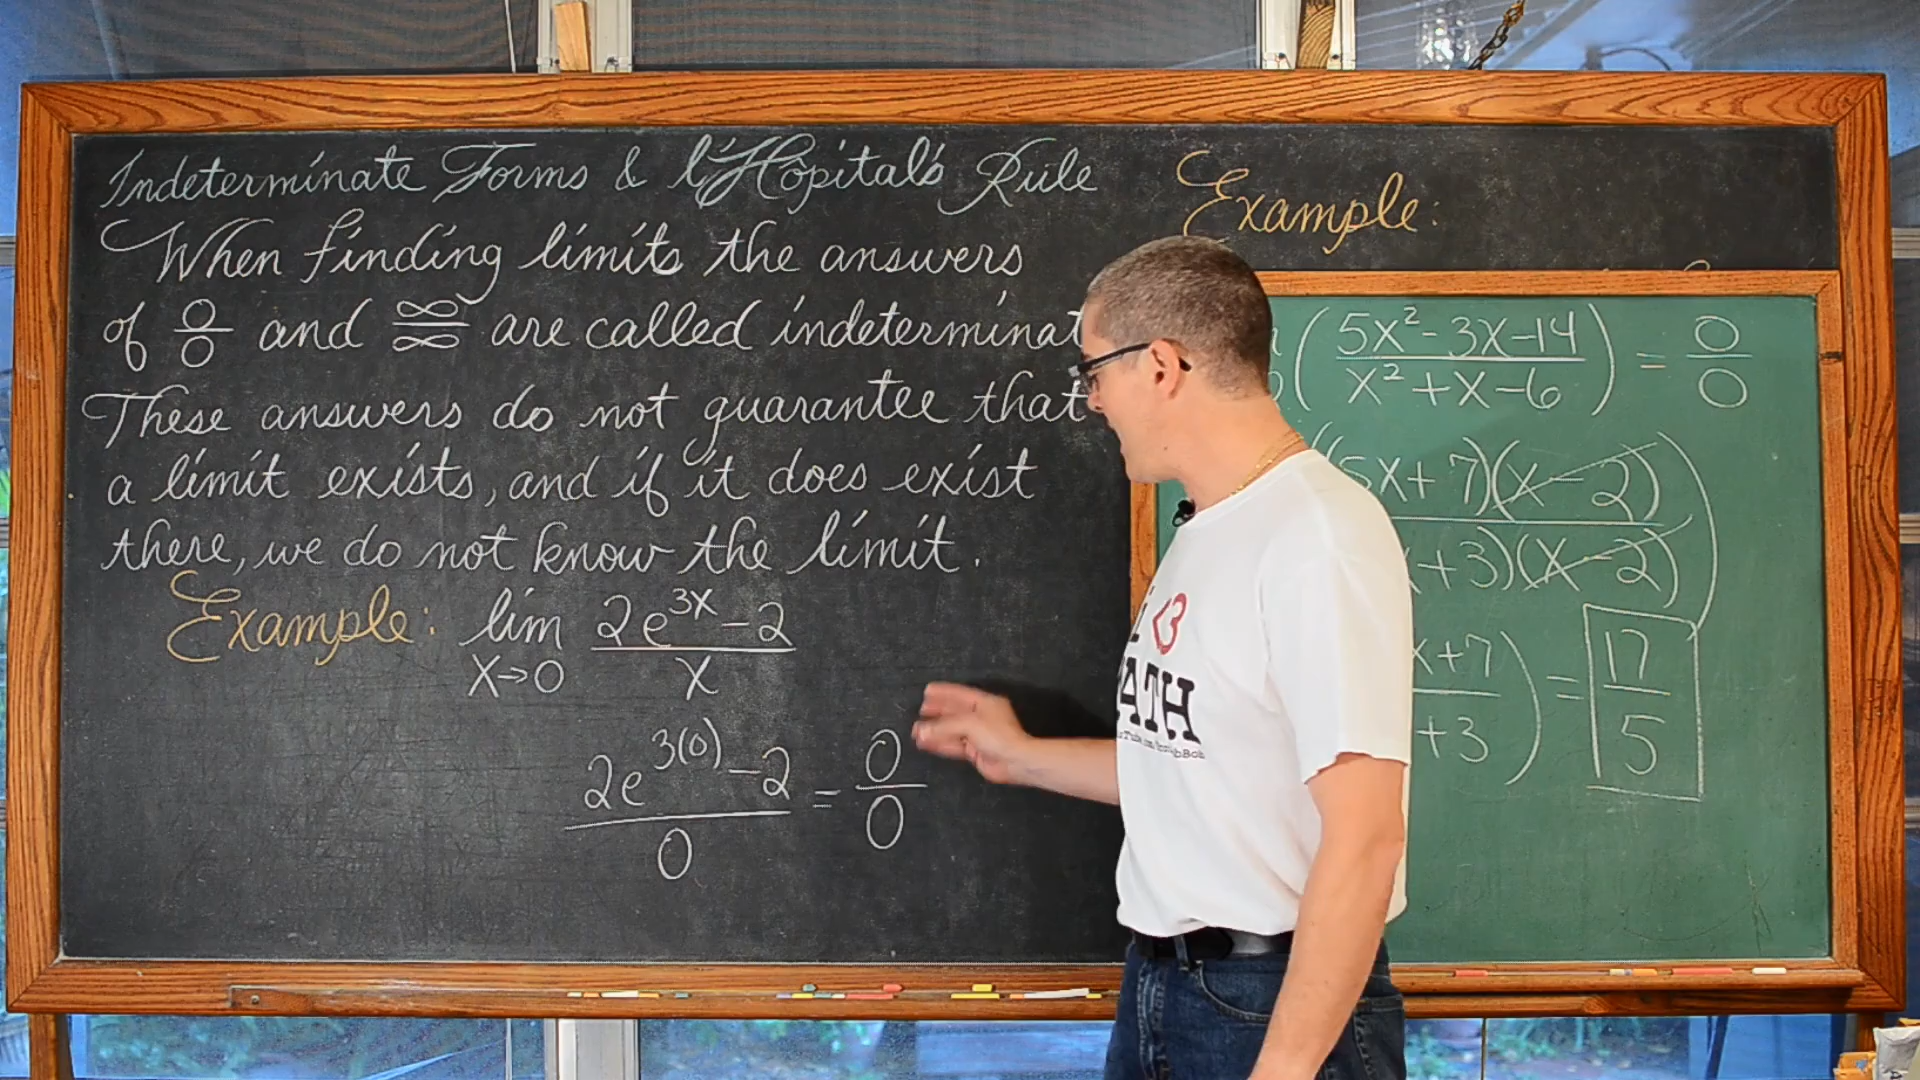 Indeterminate Forms & l'Hôpital's Rule
When finding limits the answers
of 0/0 and ∞/∞ are called indeterminat
These answers do not guarantee that
a limit exists, and if it does exist
there, we do not know the limit.
Example: lim x→0 (2e^(3x) - 2)/x
(2e^(3(0)) - 2)/0 = 0/0
Example:
((5x² - 3x - 14)/(x² + x - 6)) = 0/0
(5x + 7)(x - 2)
+ 3)(x - 2)
x + 7
+ 3
= 17/5
<3
MATH